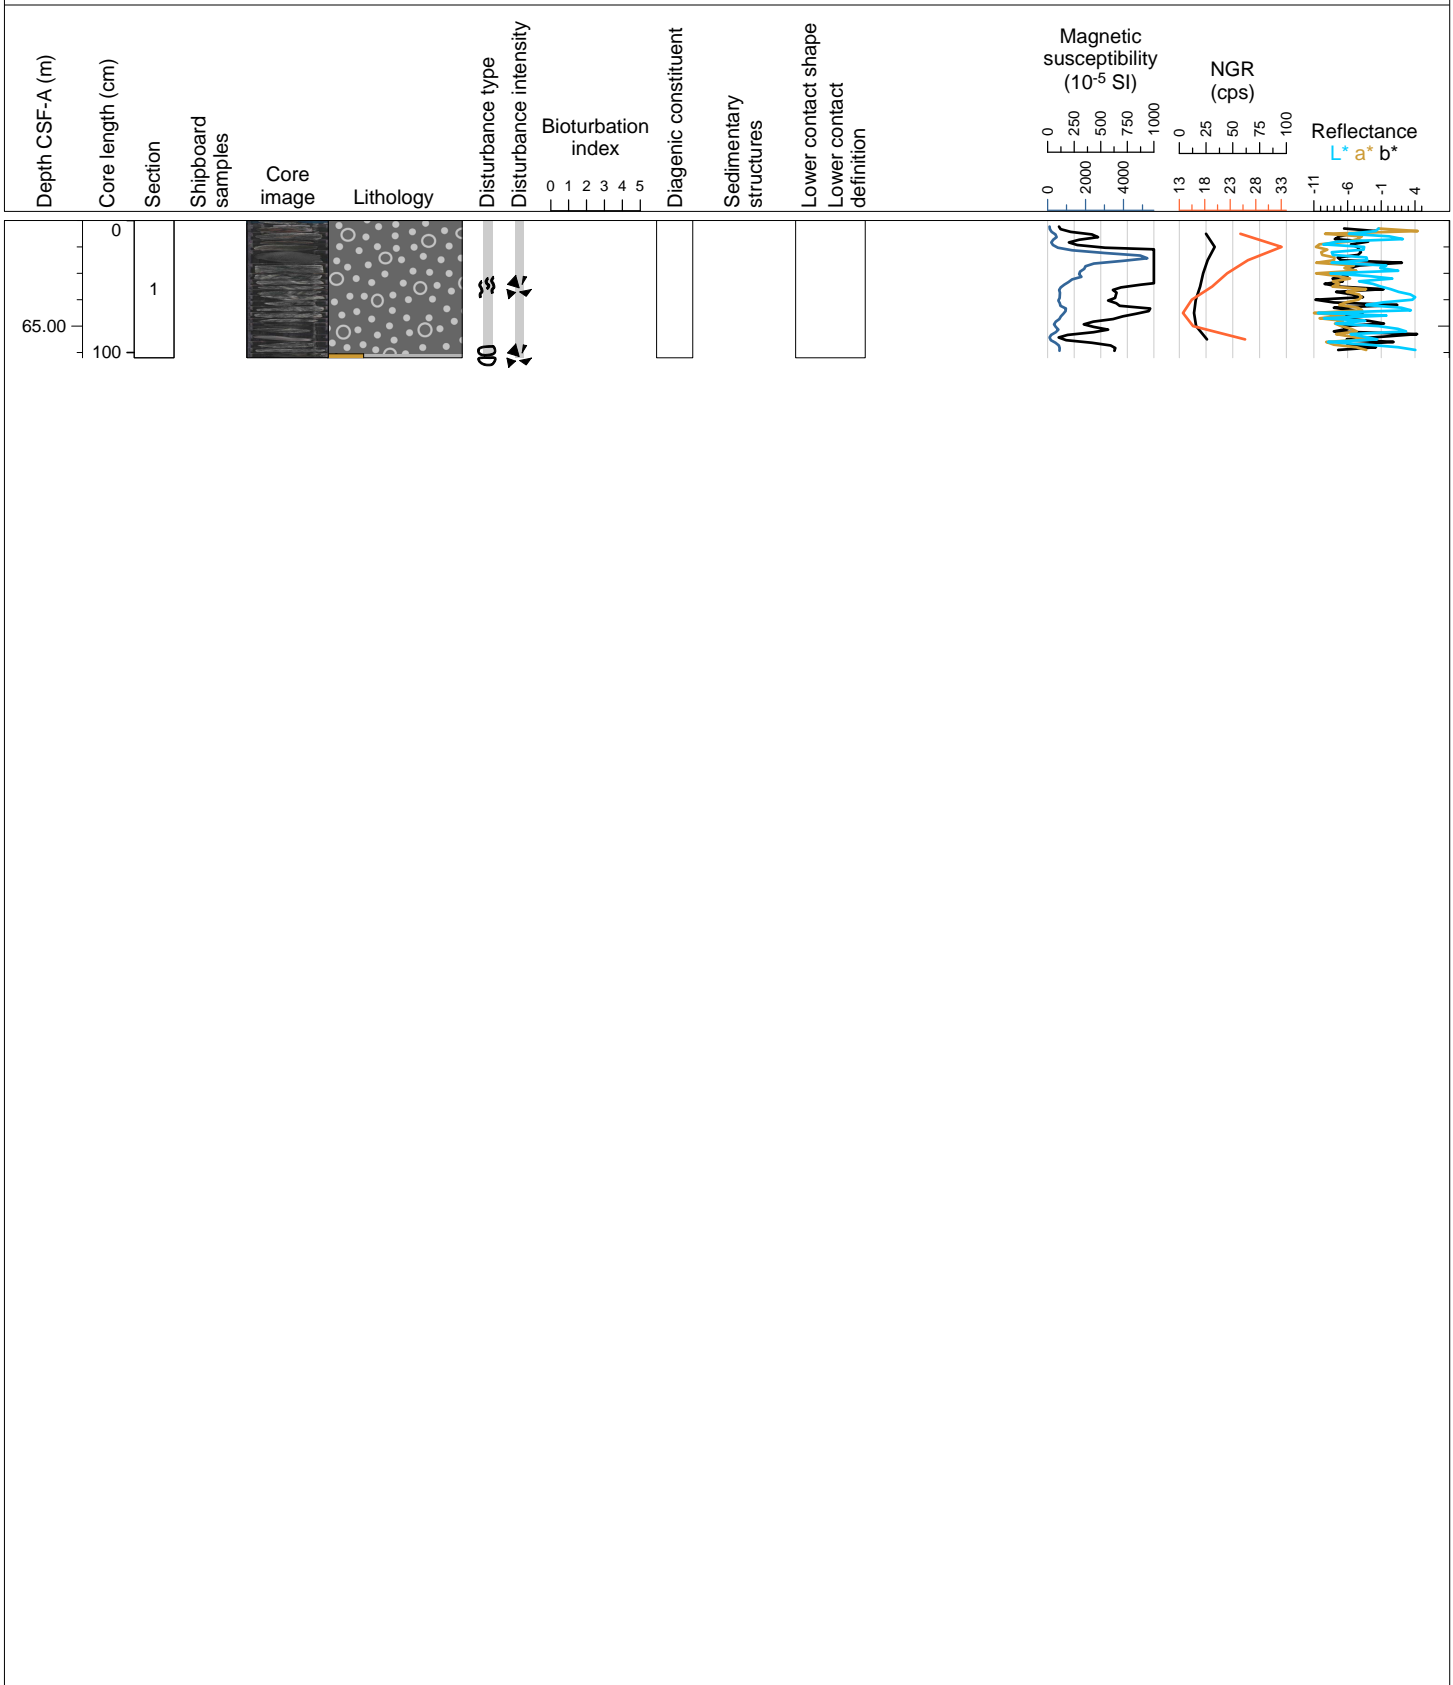 Depth CSF-A (m)
Core length (cm)
Section
Shipboard
samples
Core
image
Lithology
Disturbance type
Disturbance intensity
Bioturbation
index
0 1 2 3 4 5
Diagenic constituent
Sedimentary
structures
Lower contact shape
Lower contact
definition
Magnetic
susceptibility
(10-5 SI)
0 250 500 750 1000
0 2000 4000
NGR
(cps)
0 25 50 75 100
13 18 23 28 33
Reflectance
L* a* b*
-11 -6 -1 4
0
1
65.00
100